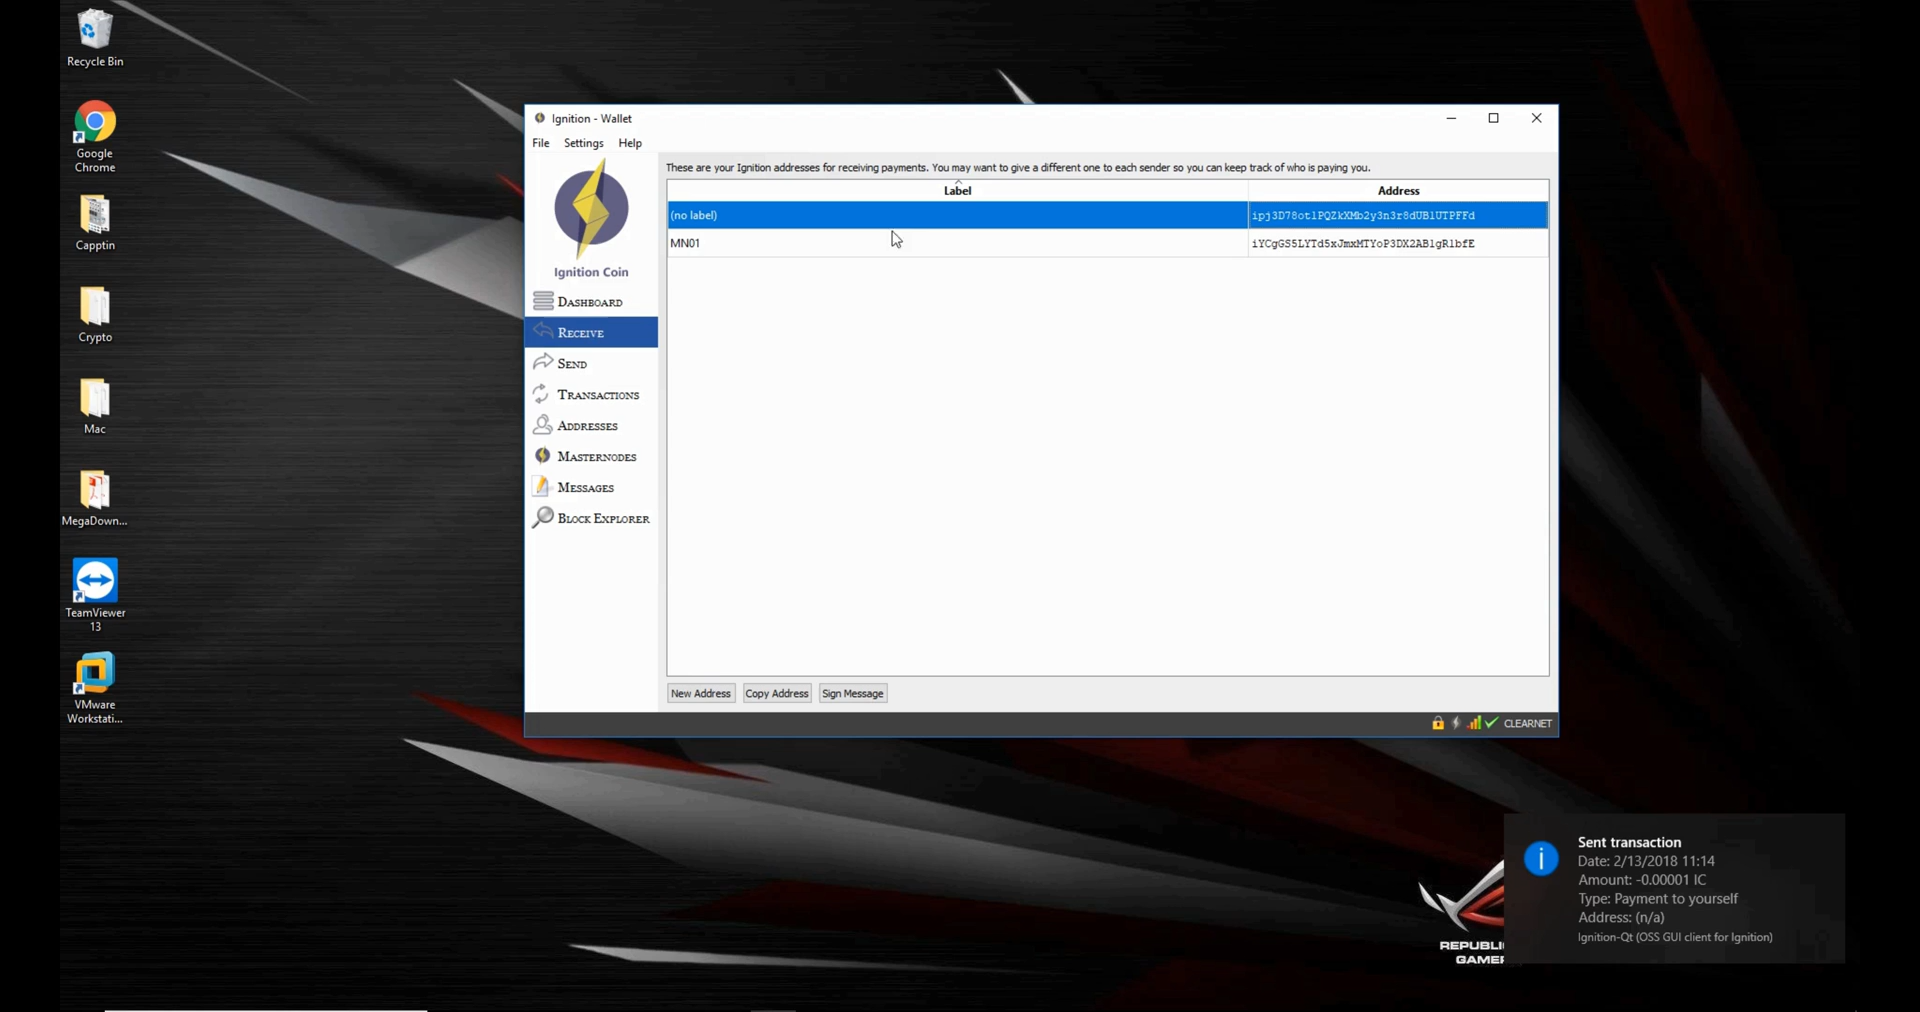 Recycle Bin
Google
Chrome
Capptin
Crypto
Mac
MegaDown...
TeamViewer
13
VMware
Workstati...
Ignition - Wallet
File Settings Help
Ignition Coin
DASHBOARD
RECEIVE
SEND
TRANSACTIONS
ADDRESSES
MASTERNODES
MESSAGES
BLOCK EXPLORER
These are your Ignition addresses for receiving payments. You may want to give a different one to each sender so you can keep track of who is paying you.
Label Address
(no label) ipj3D78ot1PQZkXMb2y3n3r8dUB1UTPFFd
MN01 iYCgGS5LYTd5xJmxMTYoP3DX2AB1gR1bfE
New Address Copy Address Sign Message
CLEARNET
Sent transaction
Date: 2/13/2018 11:14
Amount: -0.00001 IC
Type: Payment to yourself
Address: (n/a)
Ignition-Qt (OSS GUI client for Ignition)
REPUBLI
GAMER